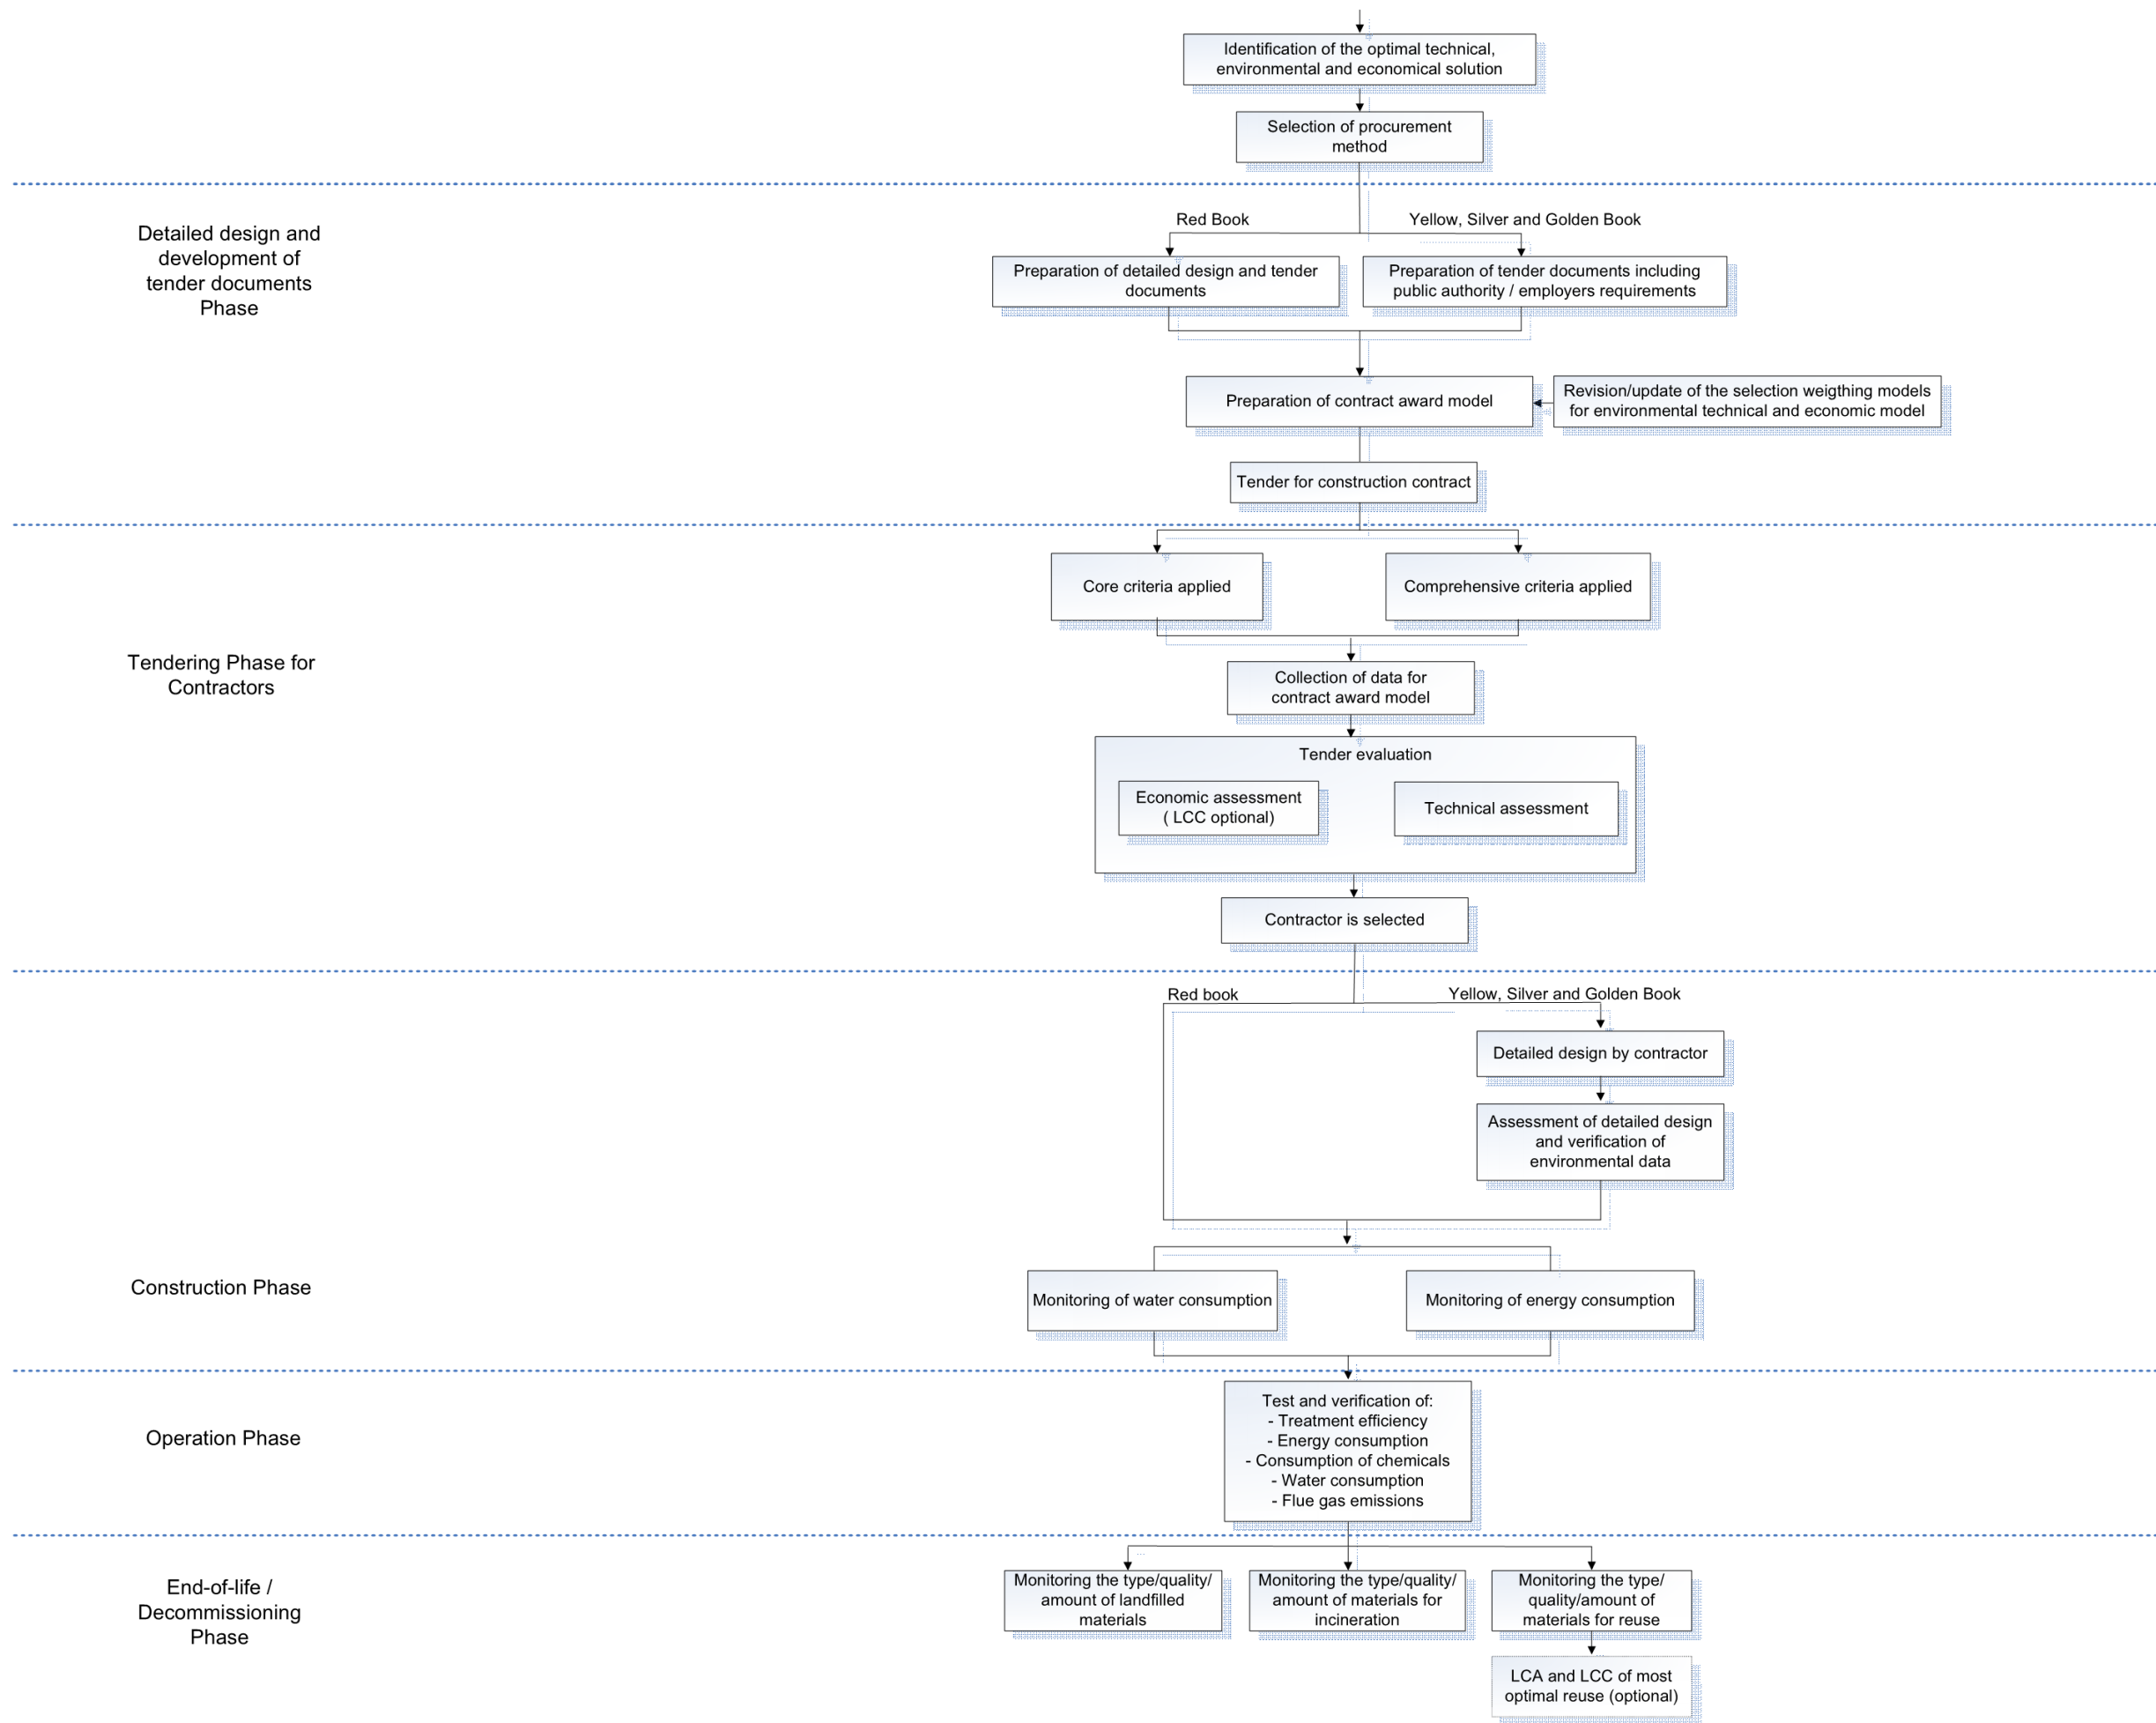 Identification of the optimal technical,
environmental and economical solution
Selection of procurement
method
Detailed design and
development of
tender documents
Phase
Red Book
Yellow, Silver and Golden Book
Preparation of detailed design and tender
documents
Preparation of tender documents including
public authority / employers requirements
Preparation of contract award model
Revision/update of the selection weigthing models
for environmental technical and economic model
Tender for construction contract
Tendering Phase for
Contractors
Core criteria applied
Comprehensive criteria applied
Collection of data for
contract award model
Tender evaluation
Economic assessment
( LCC optional)
Technical assessment
Contractor is selected
Construction Phase
Red book
Yellow, Silver and Golden Book
Detailed design by contractor
Assessment of detailed design
and verification of
environmental data
Monitoring of water consumption
Monitoring of energy consumption
Operation Phase
Test and verification of:
- Treatment efficiency
- Energy consumption
- Consumption of chemicals
- Water consumption
- Flue gas emissions
End-of-life /
Decommissioning
Phase
Monitoring the type/quality/
amount of landfilled
materials
Monitoring the type/quality/
amount of materials for
incineration
Monitoring the type/
quality/amount of
materials for reuse
LCA and LCC of most
optimal reuse (optional)